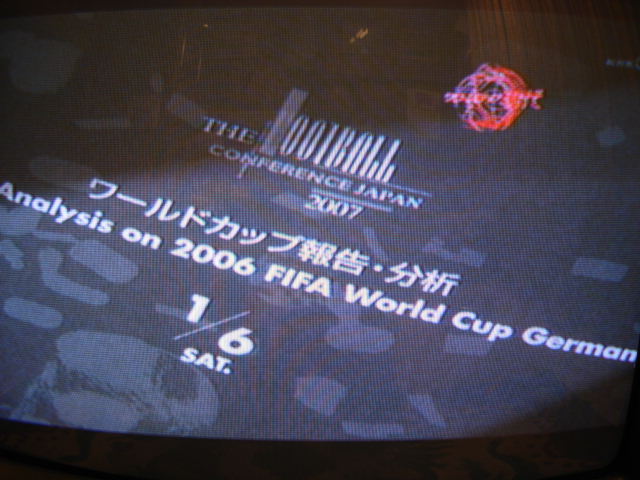 THE FOOTBALL
CONFERENCE JAPAN
2007
ワールドカップ報告・分析
Analysis on 2006 FIFA World Cup German
1/6
SAT.